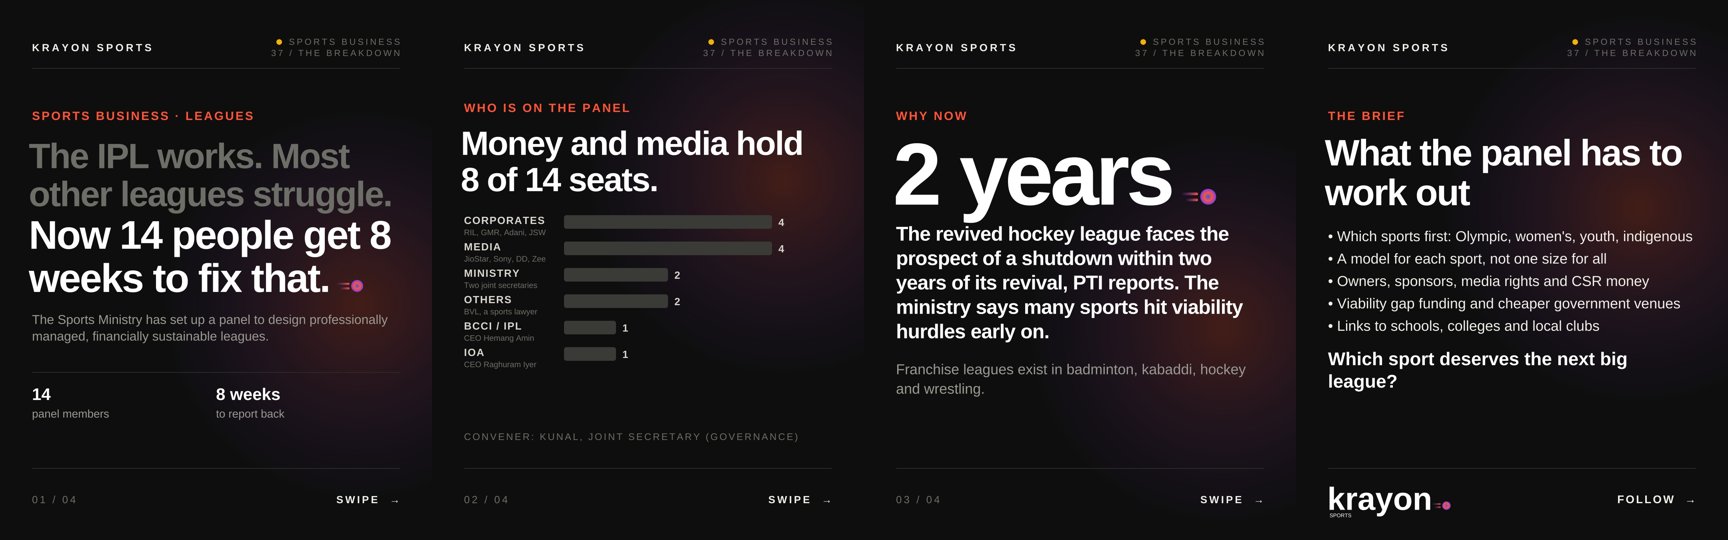 KRAYON SPORTS
SPORTS BUSINESS
37 / THE BREAKDOWN
SPORTS BUSINESS · LEAGUES
The IPL works. Most
other leagues struggle.
Now 14 people get 8
weeks to fix that.
The Sports Ministry has set up a panel to design professionally
managed, financially sustainable leagues.
14
panel members
8 weeks
to report back
01 / 04
SWIPE →
KRAYON SPORTS
SPORTS BUSINESS
37 / THE BREAKDOWN
WHO IS ON THE PANEL
Money and media hold
8 of 14 seats.
CORPORATES
RIL, GMR, Adani, JSW
4
MEDIA
JioStar, Sony, DD, Zee
4
MINISTRY
Two joint secretaries
2
OTHERS
BVL, a sports lawyer
2
BCCI / IPL
CEO Hemang Amin
1
IOA
CEO Raghuram Iyer
1
CONVENER: KUNAL, JOINT SECRETARY (GOVERNANCE)
02 / 04
SWIPE →
KRAYON SPORTS
SPORTS BUSINESS
37 / THE BREAKDOWN
WHY NOW
2 years
The revived hockey league faces the
prospect of a shutdown within two
years of its revival, PTI reports. The
ministry says many sports hit viability
hurdles early on.
Franchise leagues exist in badminton, kabaddi, hockey
and wrestling.
03 / 04
SWIPE →
KRAYON SPORTS
SPORTS BUSINESS
37 / THE BREAKDOWN
THE BRIEF
What the panel has to
work out
• Which sports first: Olympic, women's, youth, indigenous
• A model for each sport, not one size for all
• Owners, sponsors, media rights and CSR money
• Viability gap funding and cheaper government venues
• Links to schools, colleges and local clubs
Which sport deserves the next big
league?
krayon
SPORTS
FOLLOW →